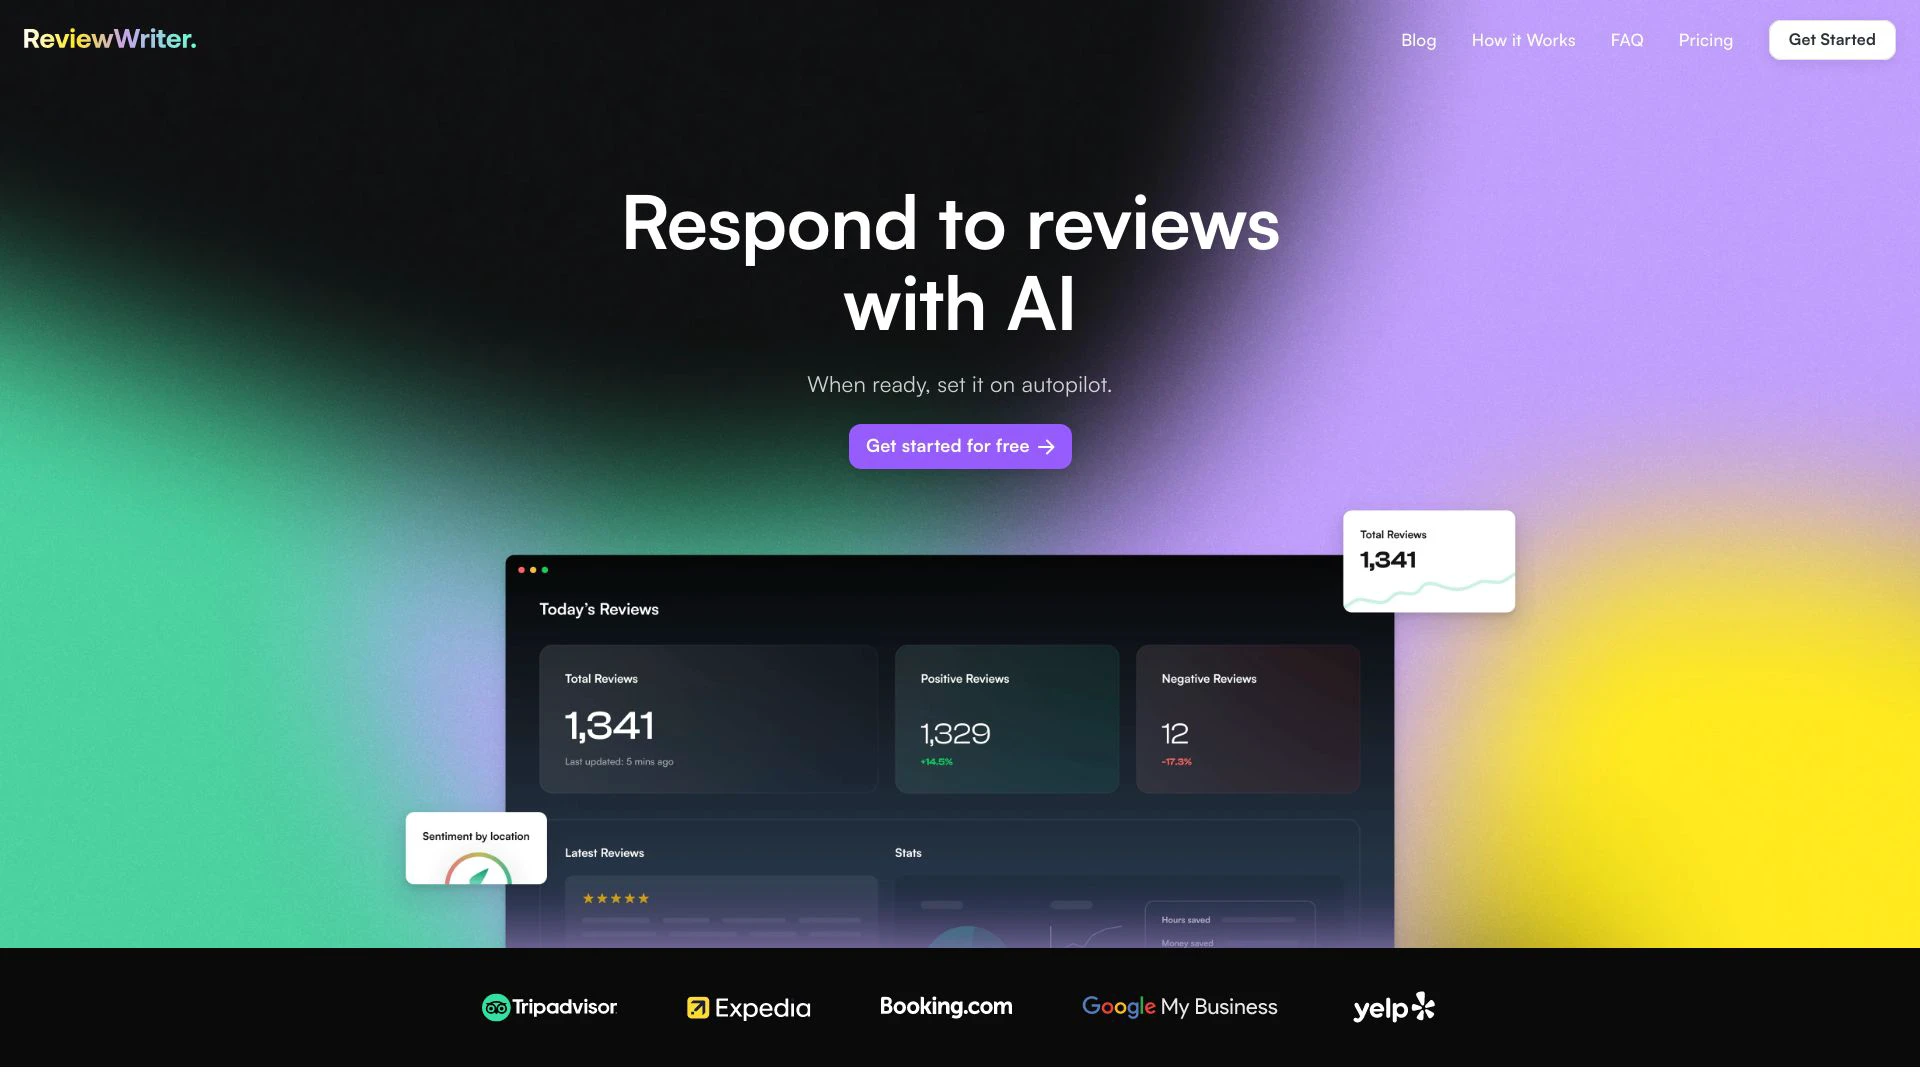 ReviewWriter.
Blog
How it Works
FAQ
Pricing
Get Started
Respond to reviews
with AI
When ready, set it on autopilot.
Get started for free →
Total Reviews
1,341
Today’s Reviews
Total Reviews
1,341
Last updated: 5 mins ago
Positive Reviews
1,329
+14.5%
Negative Reviews
12
-17.3%
Sentiment by location
Latest Reviews
Stats
Hours saved
Money saved
Tripadvisor
Expedia
Booking.com
Google My Business
yelp